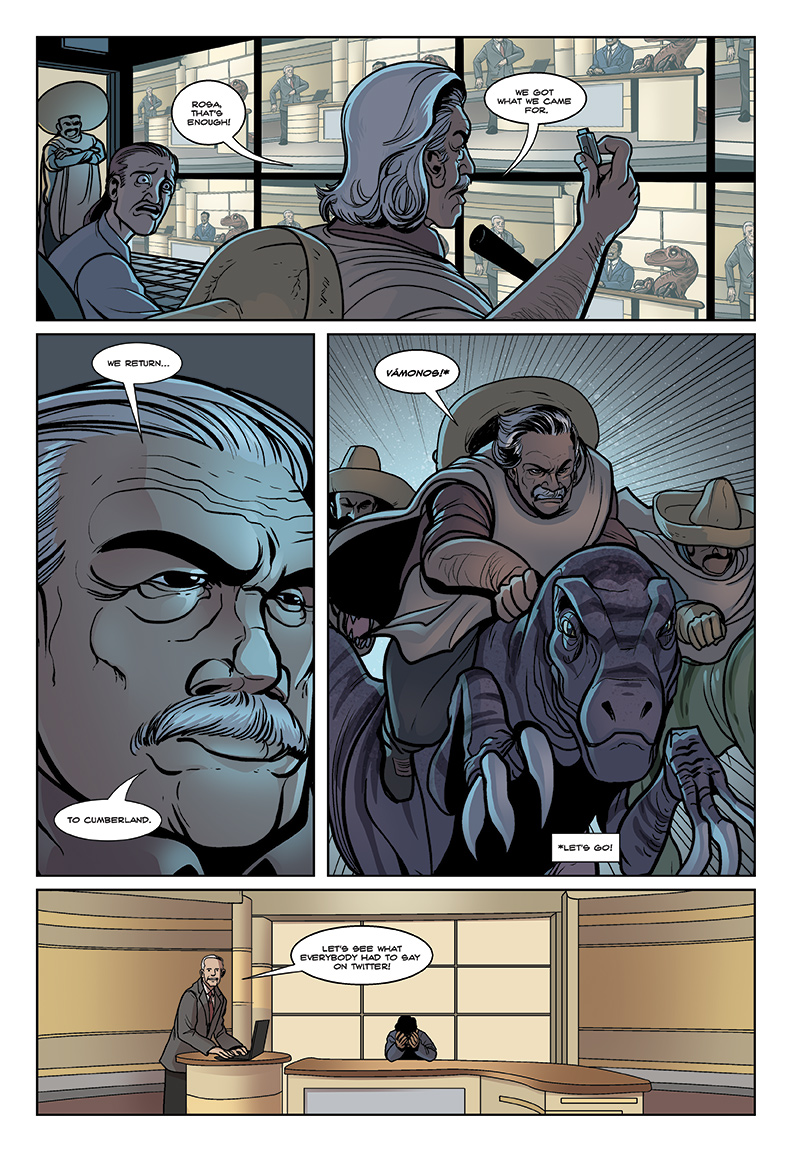 ROSA,
THAT'S
ENOUGH!
WE GOT
WHAT WE CAME
FOR.
WE RETURN...
TO CUMBERLAND.
VÁMONOS!*
*LET'S GO!
LET'S SEE WHAT
EVERYBODY HAD TO SAY
ON TWITTER!